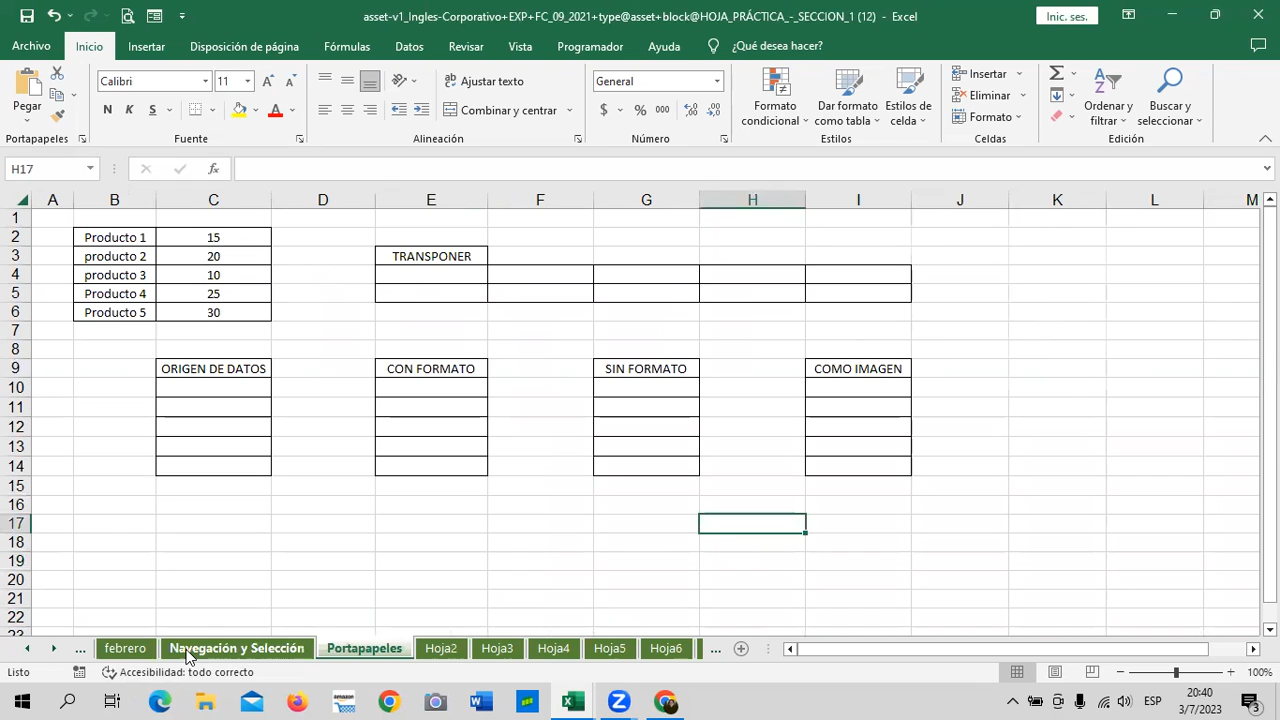 asset-v1_Ingles-Corporativo+EXP+FC_09_2021+type@asset+block@HOJA_PRÁCTICA_-_SECCION_1 (12) - Excel
Inic. ses.
Archivo Inicio Insertar Disposición de página Fórmulas Datos Revisar Vista Programador Ayuda ¿Qué desea hacer?
Pegar
Portapapeles
Calibri 11
N K S
Fuente
Ajustar texto
Combinar y centrar
Alineación
General
$ % 000
Número
Formato condicional
Dar formato como tabla
Estilos de celda
Estilos
Insertar
Eliminar
Formato
Celdas
Ordenar y filtrar
Buscar y seleccionar
Edición
H17
fx
A B C D E F G H I J K L M
1
2 Producto 1 15
3 producto 2 20 TRANSPONER
4 producto 3 10
5 Producto 4 25
6 Producto 5 30
7
8
9 ORIGEN DE DATOS CON FORMATO SIN FORMATO COMO IMAGEN
10
11
12
13
14
15
16
17
18
19
20
21
22
23
... febrero Navegación y Selección Portapapeles Hoja2 Hoja3 Hoja4 Hoja5 Hoja6 ...
Listo Accesibilidad: todo correcto 100%
ESP
20:40
3/7/2023
3